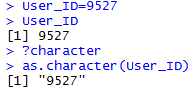 > User_ID=9527
> User_ID
[1] 9527
> ?character
> as.character(User_ID)
[1] "9527"